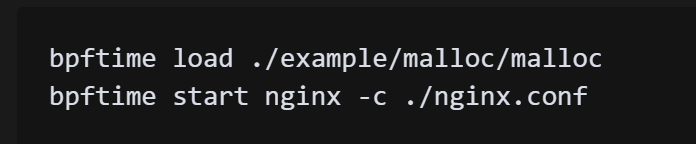 bpftime load ./example/malloc/malloc
bpftime start nginx -c ./nginx.conf